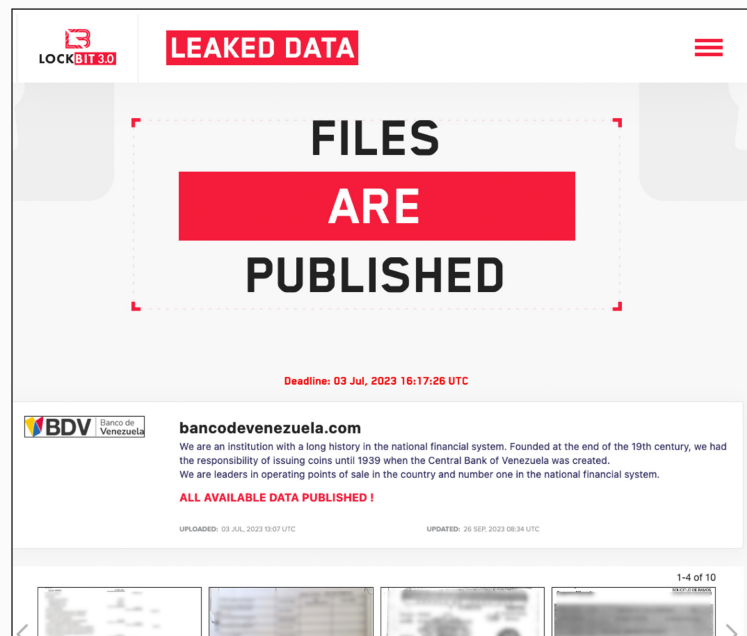 LOCKBIT 3.0
LEAKED DATA
FILES
ARE
PUBLISHED
Deadline: 03 Jul, 2023 16:17:26 UTC
BDV Banco de
Venezuela
bancodevenezuela.com
We are an institution with a long history in the national financial system. Founded at the end of the 19th century, we had
the responsibility of issuing coins until 1939 when the Central Bank of Venezuela was created.
We are leaders in operating points of sale in the country and number one in the national financial system.
ALL AVAILABLE DATA PUBLISHED !
UPLOADED: 03 JUL, 2023 13:07 UTC
UPDATED: 26 SEP, 2023 08:34 UTC
1-4 of 10